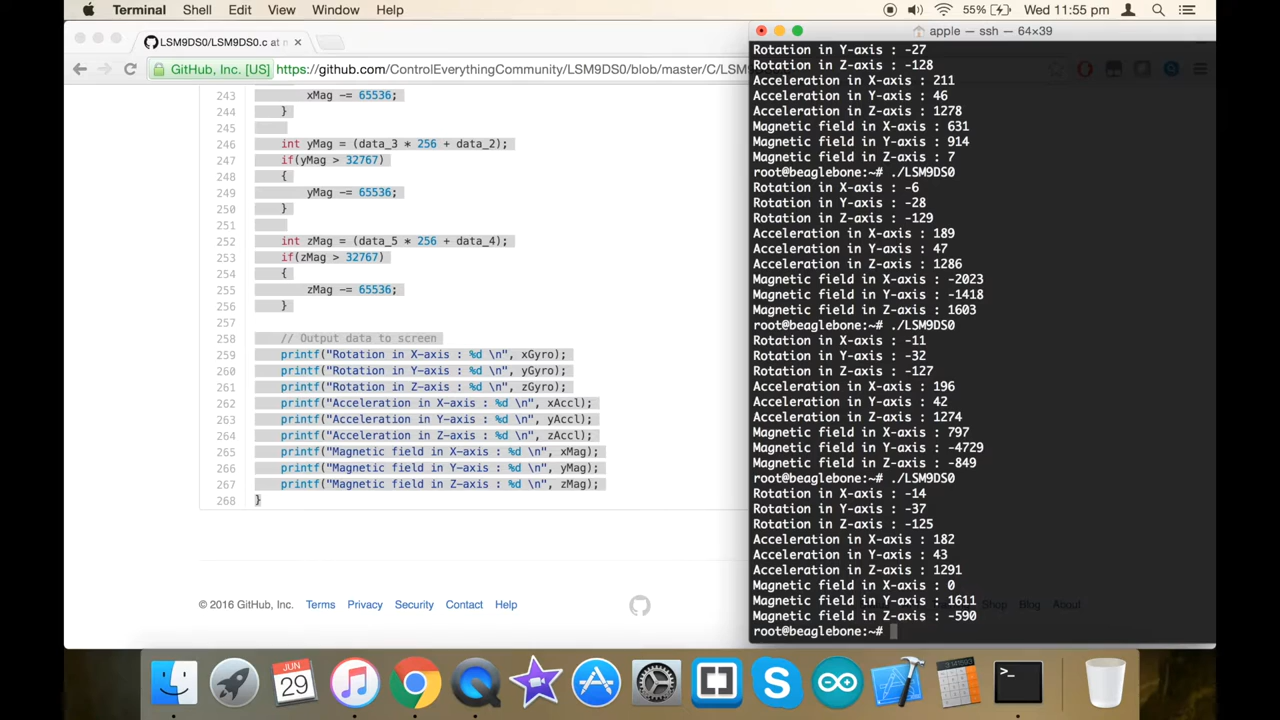 Terminal Shell Edit View Window Help 55% Wed 11:55 pm
LSM9DS0/LSM9DS0.c at
GitHub, Inc. [US] https://github.com/ControlEverythingCommunity/LSM9DS0/blob/master/C/LSM
243 xMag -= 65536;
244 }
245
246 int yMag = (data_3 * 256 + data_2);
247 if(yMag > 32767)
248 {
249 yMag -= 65536;
250 }
251
252 int zMag = (data_5 * 256 + data_4);
253 if(zMag > 32767)
254 {
255 zMag -= 65536;
256 }
257
258 // Output data to screen
259 printf("Rotation in X-axis : %d \n", xGyro);
260 printf("Rotation in Y-axis : %d \n", yGyro);
261 printf("Rotation in Z-axis : %d \n", zGyro);
262 printf("Acceleration in X-axis : %d \n", xAccl);
263 printf("Acceleration in Y-axis : %d \n", yAccl);
264 printf("Acceleration in Z-axis : %d \n", zAccl);
265 printf("Magnetic field in X-axis : %d \n", xMag);
266 printf("Magnetic field in Y-axis : %d \n", yMag);
267 printf("Magnetic field in Z-axis : %d \n", zMag);
268 }
© 2016 GitHub, Inc. Terms Privacy Security Contact Help
Shop Blog About
apple — ssh — 64×39
Rotation in Y-axis : -27
Rotation in Z-axis : -128
Acceleration in X-axis : 211
Acceleration in Y-axis : 46
Acceleration in Z-axis : 1278
Magnetic field in X-axis : 631
Magnetic field in Y-axis : 914
Magnetic field in Z-axis : 7
root@beaglebone:~# ./LSM9DS0
Rotation in X-axis : -6
Rotation in Y-axis : -28
Rotation in Z-axis : -129
Acceleration in X-axis : 189
Acceleration in Y-axis : 47
Acceleration in Z-axis : 1286
Magnetic field in X-axis : -2023
Magnetic field in Y-axis : -1418
Magnetic field in Z-axis : 1603
root@beaglebone:~# ./LSM9DS0
Rotation in X-axis : -11
Rotation in Y-axis : -32
Rotation in Z-axis : -127
Acceleration in X-axis : 196
Acceleration in Y-axis : 42
Acceleration in Z-axis : 1274
Magnetic field in X-axis : 797
Magnetic field in Y-axis : -4729
Magnetic field in Z-axis : -849
root@beaglebone:~# ./LSM9DS0
Rotation in X-axis : -14
Rotation in Y-axis : -37
Rotation in Z-axis : -125
Acceleration in X-axis : 182
Acceleration in Y-axis : 43
Acceleration in Z-axis : 1291
Magnetic field in X-axis : 0
Magnetic field in Y-axis : 1611
Magnetic field in Z-axis : -590
root@beaglebone:~#
JUN
29